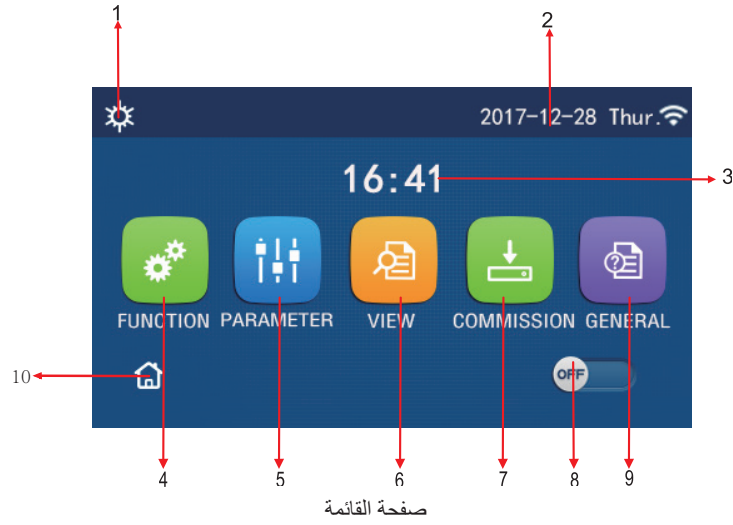 1 2
2017-12-28 Thur.
16:41 3
FUNCTION PARAMETER VIEW COMMISSION GENERAL
10 OFF
4 5 6 7 8 9
صفحة القائمة